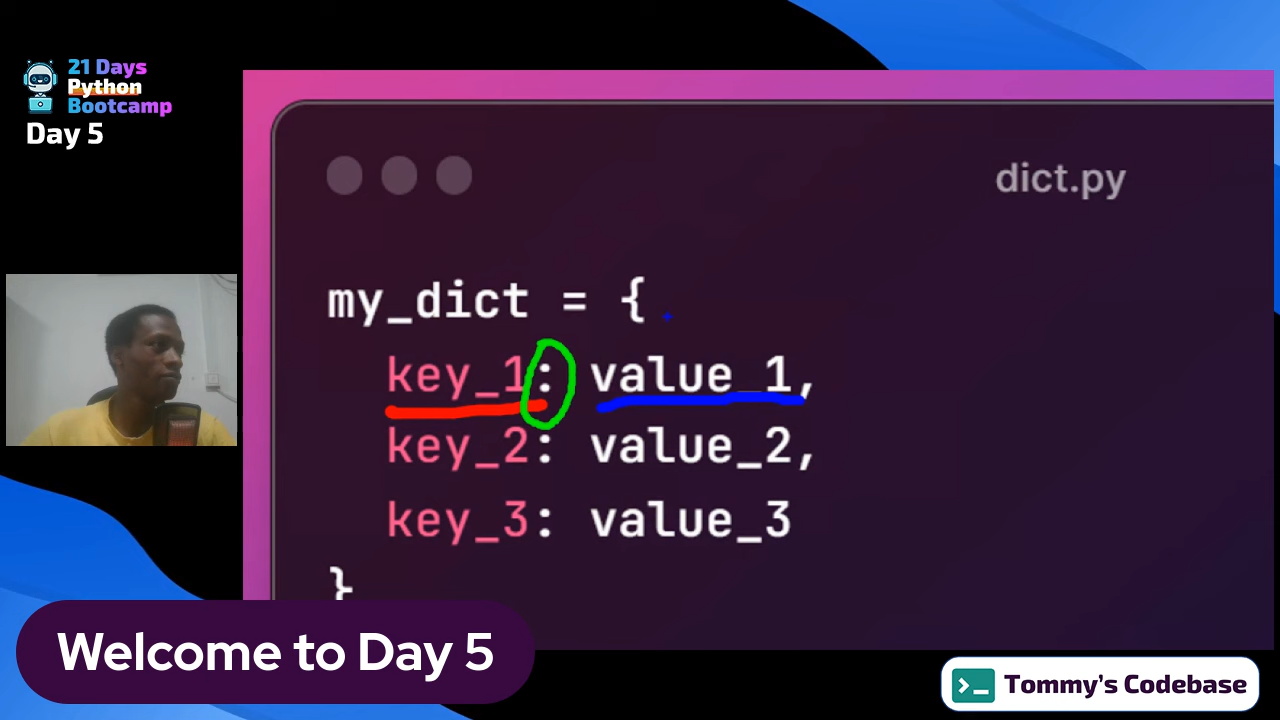 21 Days
Python
Bootcamp
Day 5
dict.py
my_dict = {
key_1: value_1,
key_2: value_2,
key_3: value_3
}
Welcome to Day 5
Tommy's Codebase